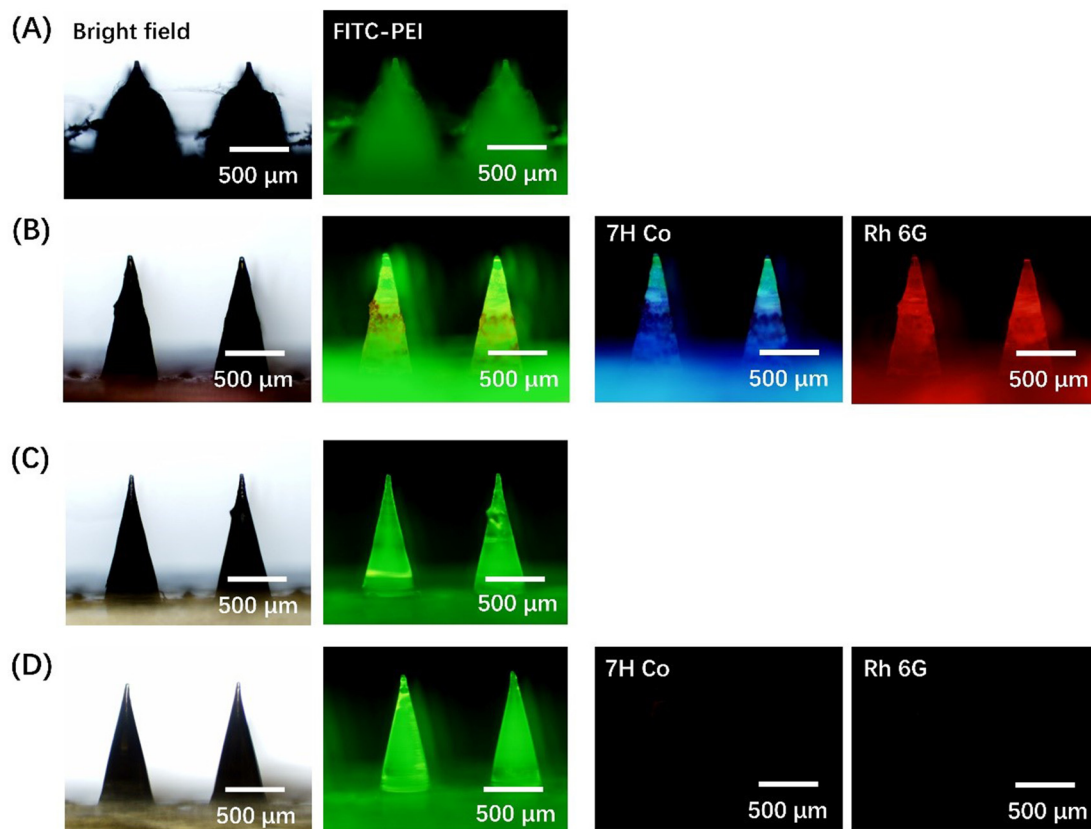 (A) Bright field FITC-PEI
500 µm 500 µm
(B) 7H Co Rh 6G
500 µm 500 µm 500 µm 500 µm
(C)
500 µm 500 µm
(D) 7H Co Rh 6G
500 µm 500 µm 500 µm 500 µm